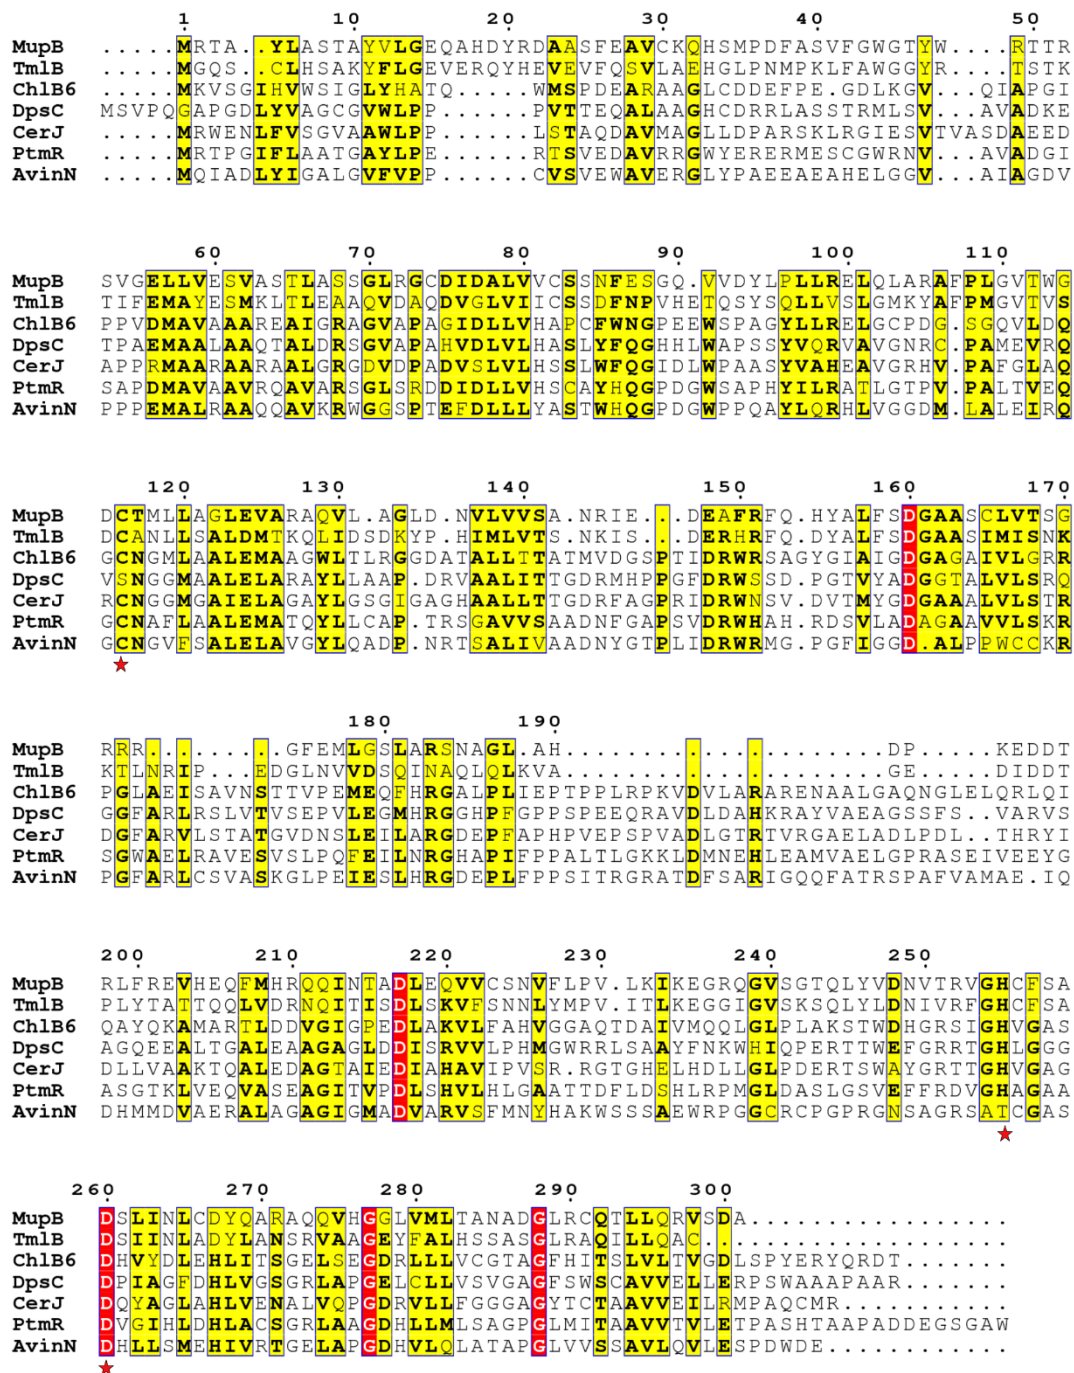 1 10 20 30 40 50
MupB .....MRTA..YLASTAYVLGEQAHDYRDAASFEAVCKQHSMPDFASVFGWGTYW....RTTR
TmlB .....MGQS..CLHSAKYFLGEVERQYHEVEVFQSVLAEHGLPNMPKLFAWGGYR....TSTK
ChlB6 .....MKVSGIHVWSIGLYHATQ.....WMSPDEARAAGLCDDEFPE.GDLKGV...QIAPGI
DpsC MSVPQGAPGDLYVAGCGVWLPP......PVTTEQALAAGHCDRRLASSTRMLSV...AVADKE
CerJ .....MRWENLFVSGVAAWLPP......LSTAQDAVMAGLLDPARSKLRGIESVTVASDAEED
PtmR .....MRTPGIFLAATGAYLPE......RTSVEDAVRRGWYERERMESCGWRNV...AVADGI
AvinN .....MQIADLYIGALGVFVPP......CVSVEWAVERGLYPAEEAEAHELGGV...AIAGDV
60 70 80 90 100 110
MupB SVGELLVESVASTLASSGLRGCDIDALVVCSSNFESGQ.VVDYLPLLRELQLARAFPLGVTWG
TmlB TIFEMAYESMKLTLEAAQVDAQDVGLVIICSSDFNPVHETQSYSQLLVSLGMKYAFPMGVTVS
ChlB6 PPVDMAVAAAREAIGRAGVAPAGIDLLVHAPCFWNGPEEWSPAGYLLRELGCPDG.SGQVLDQ
DpsC TPAEMAALAAQTALDRSGVAPAHVDLVLHASLYFQGHHLWAPSSYVQRVAVGNRC.PAMEVRQ
CerJ APPRMAARAARAALGRGDVDPADVSLVLHSSLWFQGIDLWPAASYVAHEAVGRHV.PAFGLAQ
PtmR SAPDMAVAAVRQAVARSGLSRDDIDLLVHSCAYHQGPDGWSAPHYILRATLGTPV.PALTVEQ
AvinN PPPEMALRAAQQAVKRWGGSPTEFDLLLYASTWHQGPDGWPPQAYLQRHLVGGDM.LALEIRQ
120 130 140 150 160 170
MupB DCTMLLAGLEVARAQVL.AGLD.NVLVVSA.NRIE...DEAFRFQ.HYALFSDGAASCLVTSG
TmlB DCANLSALDMTKQLIDSDKYP.HIMLVTS.NKIS...DERHRFQ.DYALFSDGAASIMISNK
ChlB6 GCNGMLAALEMAAGWLTLRGGDATALLTTATMVDGSPTIDRWRSAGYGIAIGDGAGAIVLGRR
DpsC VSNGGMAALELARAYLLAAP.DRVAALITTGDRMHPPGFDRWSSD.PGTVYADGGTALVLSRQ
CerJ RCNGGMGAIELAGAYLGSGIGAGHAALLTTGDRFAGPRIDRWNSV.DVTMYGDGAAALVLSTR
PtmR GCNAFLAALEMATQYLLCAP.TRSGAVVSAADNFGAPSVDRWHAH.RDSVLADAGAAVVLSKR
AvinN GCNGVFSALELAVGYLQADP.NRTSALIVAADNYGTPLIDRWRMG.PGFIGGD.ALPPWCCKR
180 190
MupB RRR.......GFEMLGSLARSNAGL.AH.....................DP......KEDDT
TmlB KTLNRIP...EDGLNVVDSQINAQLQLKVA...................GE......DIDDT
ChlB6 PGLAEISAVNSTTVPEMEQFHRGALPLIEPTPPLRPKVDVLARARENAALGAQNGLELQRLQI
DpsC GGFARLRSLVTVSEPVLEGMHRGGHPFGPPSPEEQRAVDLDAHKRAYVAEAGSSFS..VARVS
CerJ DGFARVLSTATGVDNSLEILARGDEPFAPHPVEPSPVADLGTRTRVRGAELADLPDL..THRYI
PtmR SGWAELRAVESVSLPQFEILNRGHAPIFPPALTLGKKLDMNEHLEAMVAELGPRASEIVEEYG
AvinN PGFARLCSVASKGLPEIESLHRGDEPLFPPSITRGRATDFSARIGQQFATRSPAFVAMAE.IQ
200 210 220 230 240 250
MupB RLFREVHEQFMHRQQINTADLEQVVCSNVFLPV.LKIKEGRQGVSGTQLYVDNVTRVGHCFSA
TmlB PLYTATTQQLVDRNQITISDLSKVFSNNLYMPV.ITLKEGGIGVSKSQLYLDNIVRFGHCFSA
ChlB6 QAYQKAMARTLDDVGIGPEDLAKVLFAHVGGAQTDAIVMQQLGLPLAKSTWDHGRSIGHVGAS
DpsC AGQEEALTGALEAAGAGLDDISRVVLPHMGWRRLSAAYFNKWHIQPERTTWEFGRRTGHLGGG
CerJ DLLVAAKTQALEDAGTAIEDIAHAVIPVSR.RGTGHELHDLLGLPDERTSWAYGRTTGHVGAG
PtmR ASGTKLVEQVASEAGITVPDLSHVLHLGAATTDFLDSHLRPMGLDASLGSVEFFRDVGHAGAA
AvinN DHMMDVAERALAGAGIGMADVARVSFMNYHAKWSSSAEWRPGGCRCPGPRGNSAGRSATCGAS
260 270 280 290 300
MupB DSLINLCDYQARAQQVHGGLVMLTANADGLRCQTLLQRVSDA.................
TmlB DSIINLADYLANSRVAAGEYFALHSSASGLRAQILLQAC...................
ChlB6 DHVYDLEHLITSGELSEGDRLLLVCGTAGFHITSLVLTVGDLSPYERYQRDT.......
DpsC DPIAGFDHLVGSGRLAPGELCLLVSVGAGFSWSCAVVELLERPSWAAAPAAR.......
CerJ DQYAGLAHLVENALVQPGDRVLLFGGGAGYTCTAAVVEILRMPAQCMR...........
PtmR DVGIHLDHLACSGRLAAGDHLLMLSAGPGLMITAAVVTVLETPASHTAAPADDEGSGAW
AvinN DHLLSMEHIVRTGELAPGDHVLQLATAPGLVVSSAVLQVLESPDWDE............